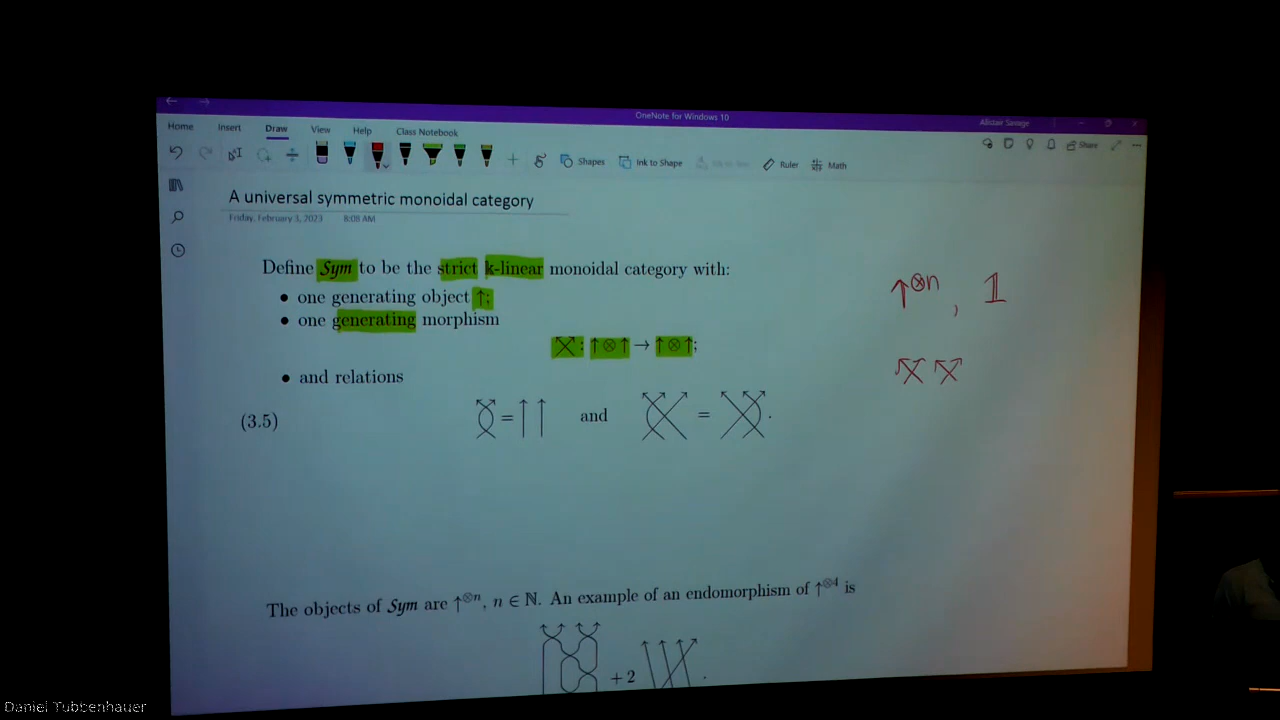 OneNote for Windows 10
Alistair Savage
Home Insert Draw View Help Class Notebook
Shapes Ink to Shape Ruler Math Share
A universal symmetric monoidal category
Friday, February 3, 2023 8:08 AM
Define Sym to be the strict k-linear monoidal category with:
• one generating object ↑;
• one generating morphism
: ↑⊗↑ → ↑⊗↑;
• and relations
(3.5) = ↑↑ and = .
↑⊗n , 𝟙
The objects of Sym are ↑⊗n, n ∈ ℕ. An example of an endomorphism of ↑⊗4 is
+ 2 .
Daniel Tubbenhauer